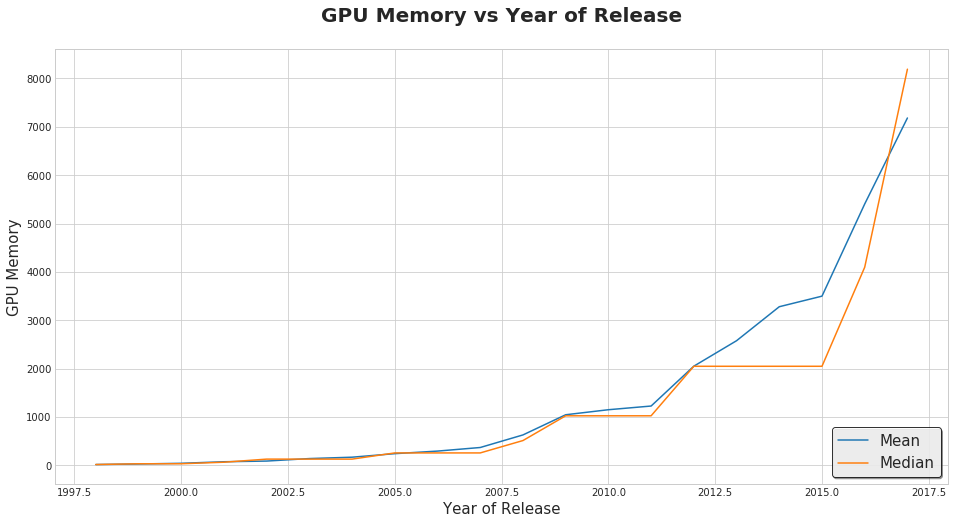 GPU Memory vs Year of Release
8000
7000
6000
5000
4000
3000
2000
1000
0
GPU Memory
Mean
Median
1997.5 2000.0 2002.5 2005.0 2007.5 2010.0 2012.5 2015.0 2017.5
Year of Release